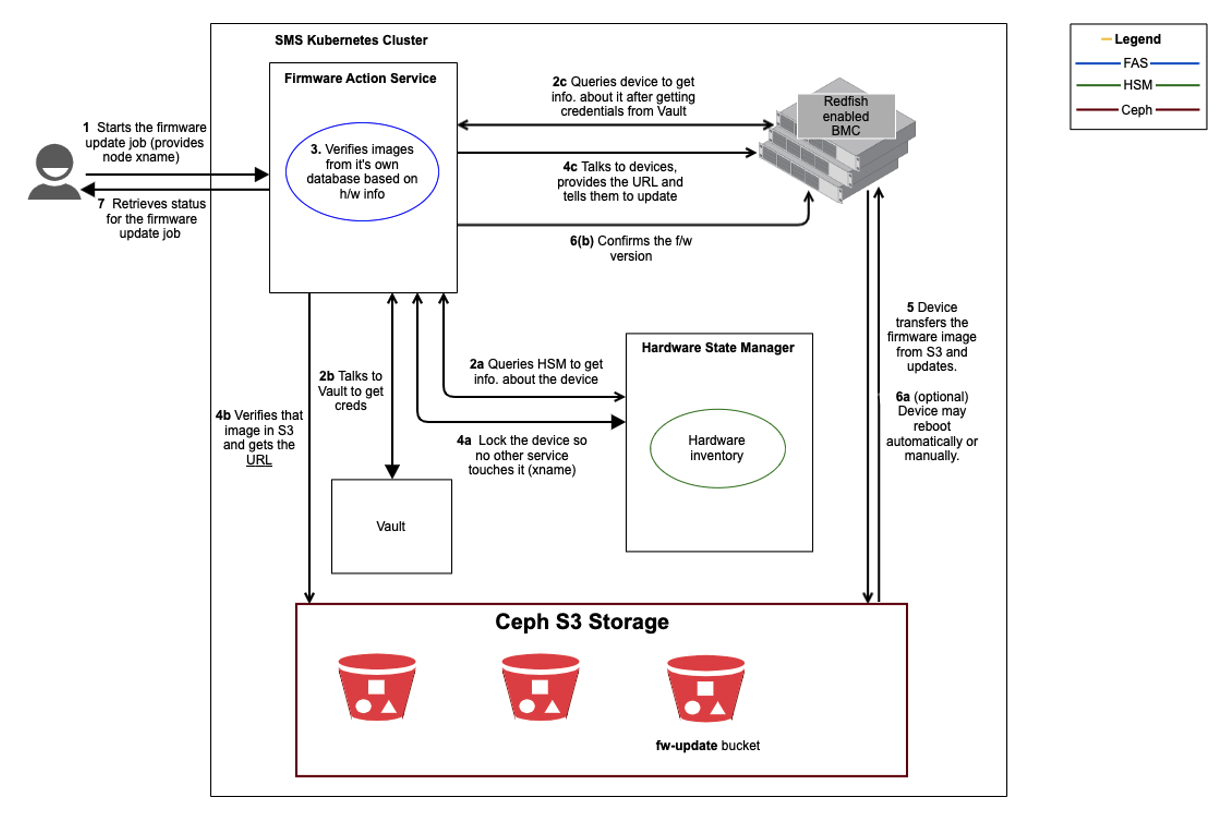 SMS Kubernetes Cluster
Firmware Action Service
3. Verifies images
from it's own
database based on
h/w info
1 Starts the firmware
update job (provides
node xname)
7 Retrieves status
for the firmware
update job
2c Queries device to get
info. about it after getting
credentials from Vault
4c Talks to devices,
provides the URL and
tells them to update
6(b) Confirms the f/w
version
Redfish
enabled
BMC
Legend
FAS
HSM
Ceph
5 Device
transfers the
firmware image
from S3 and
updates.
6a (optional)
Device may
reboot
automatically or
manually.
Hardware State Manager
Hardware
inventory
2a Queries HSM to get
info. about the device
2b Talks to
Vault to get
creds
4a Lock the device so
no other service
touches it (xname)
4b Verifies that
image in S3
and gets the
URL
Vault
Ceph S3 Storage
fw-update bucket